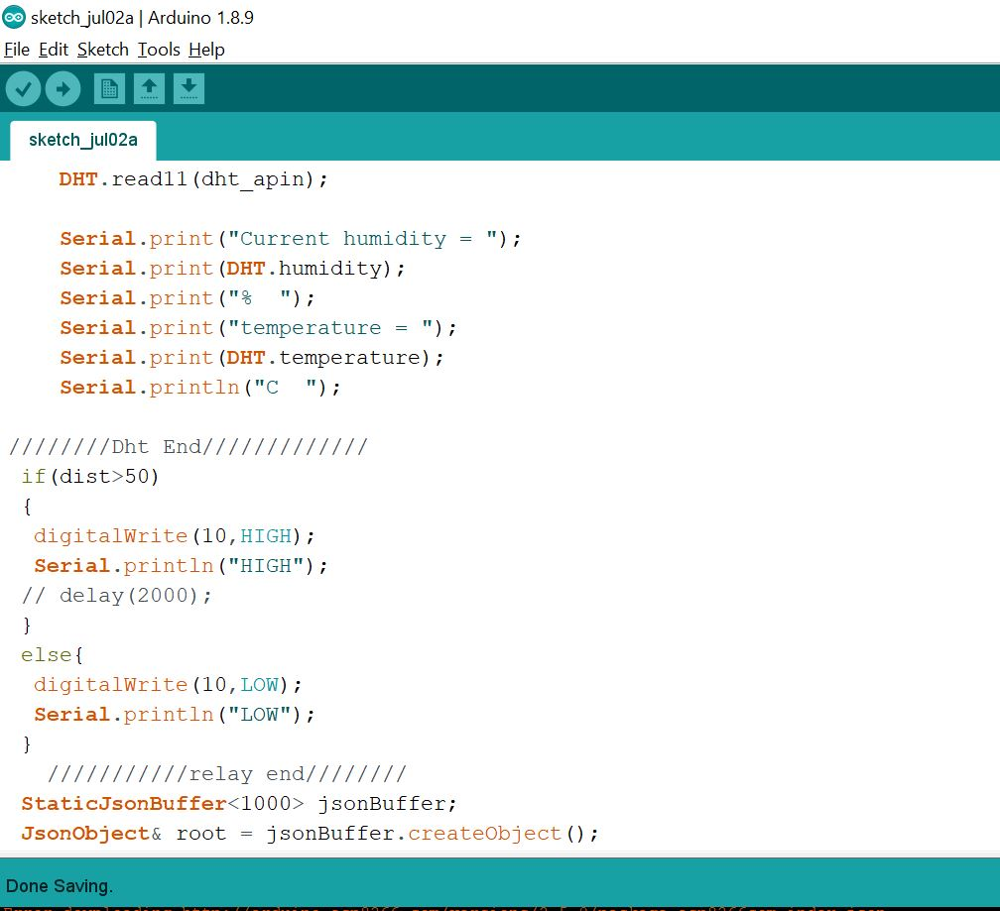 sketch_jul02a | Arduino 1.8.9
File Edit Sketch Tools Help
sketch_jul02a
DHT.read11(dht_apin);
Serial.print("Current humidity = ");
Serial.print(DHT.humidity);
Serial.print("%  ");
Serial.print("temperature = ");
Serial.print(DHT.temperature);
Serial.println("C  ");
////////Dht End/////////////
if(dist>50)
{
digitalWrite(10,HIGH);
Serial.println("HIGH");
// delay(2000);
}
else{
digitalWrite(10,LOW);
Serial.println("LOW");
}
///////////relay end////////
StaticJsonBuffer<1000> jsonBuffer;
JsonObject& root = jsonBuffer.createObject();
Done Saving.